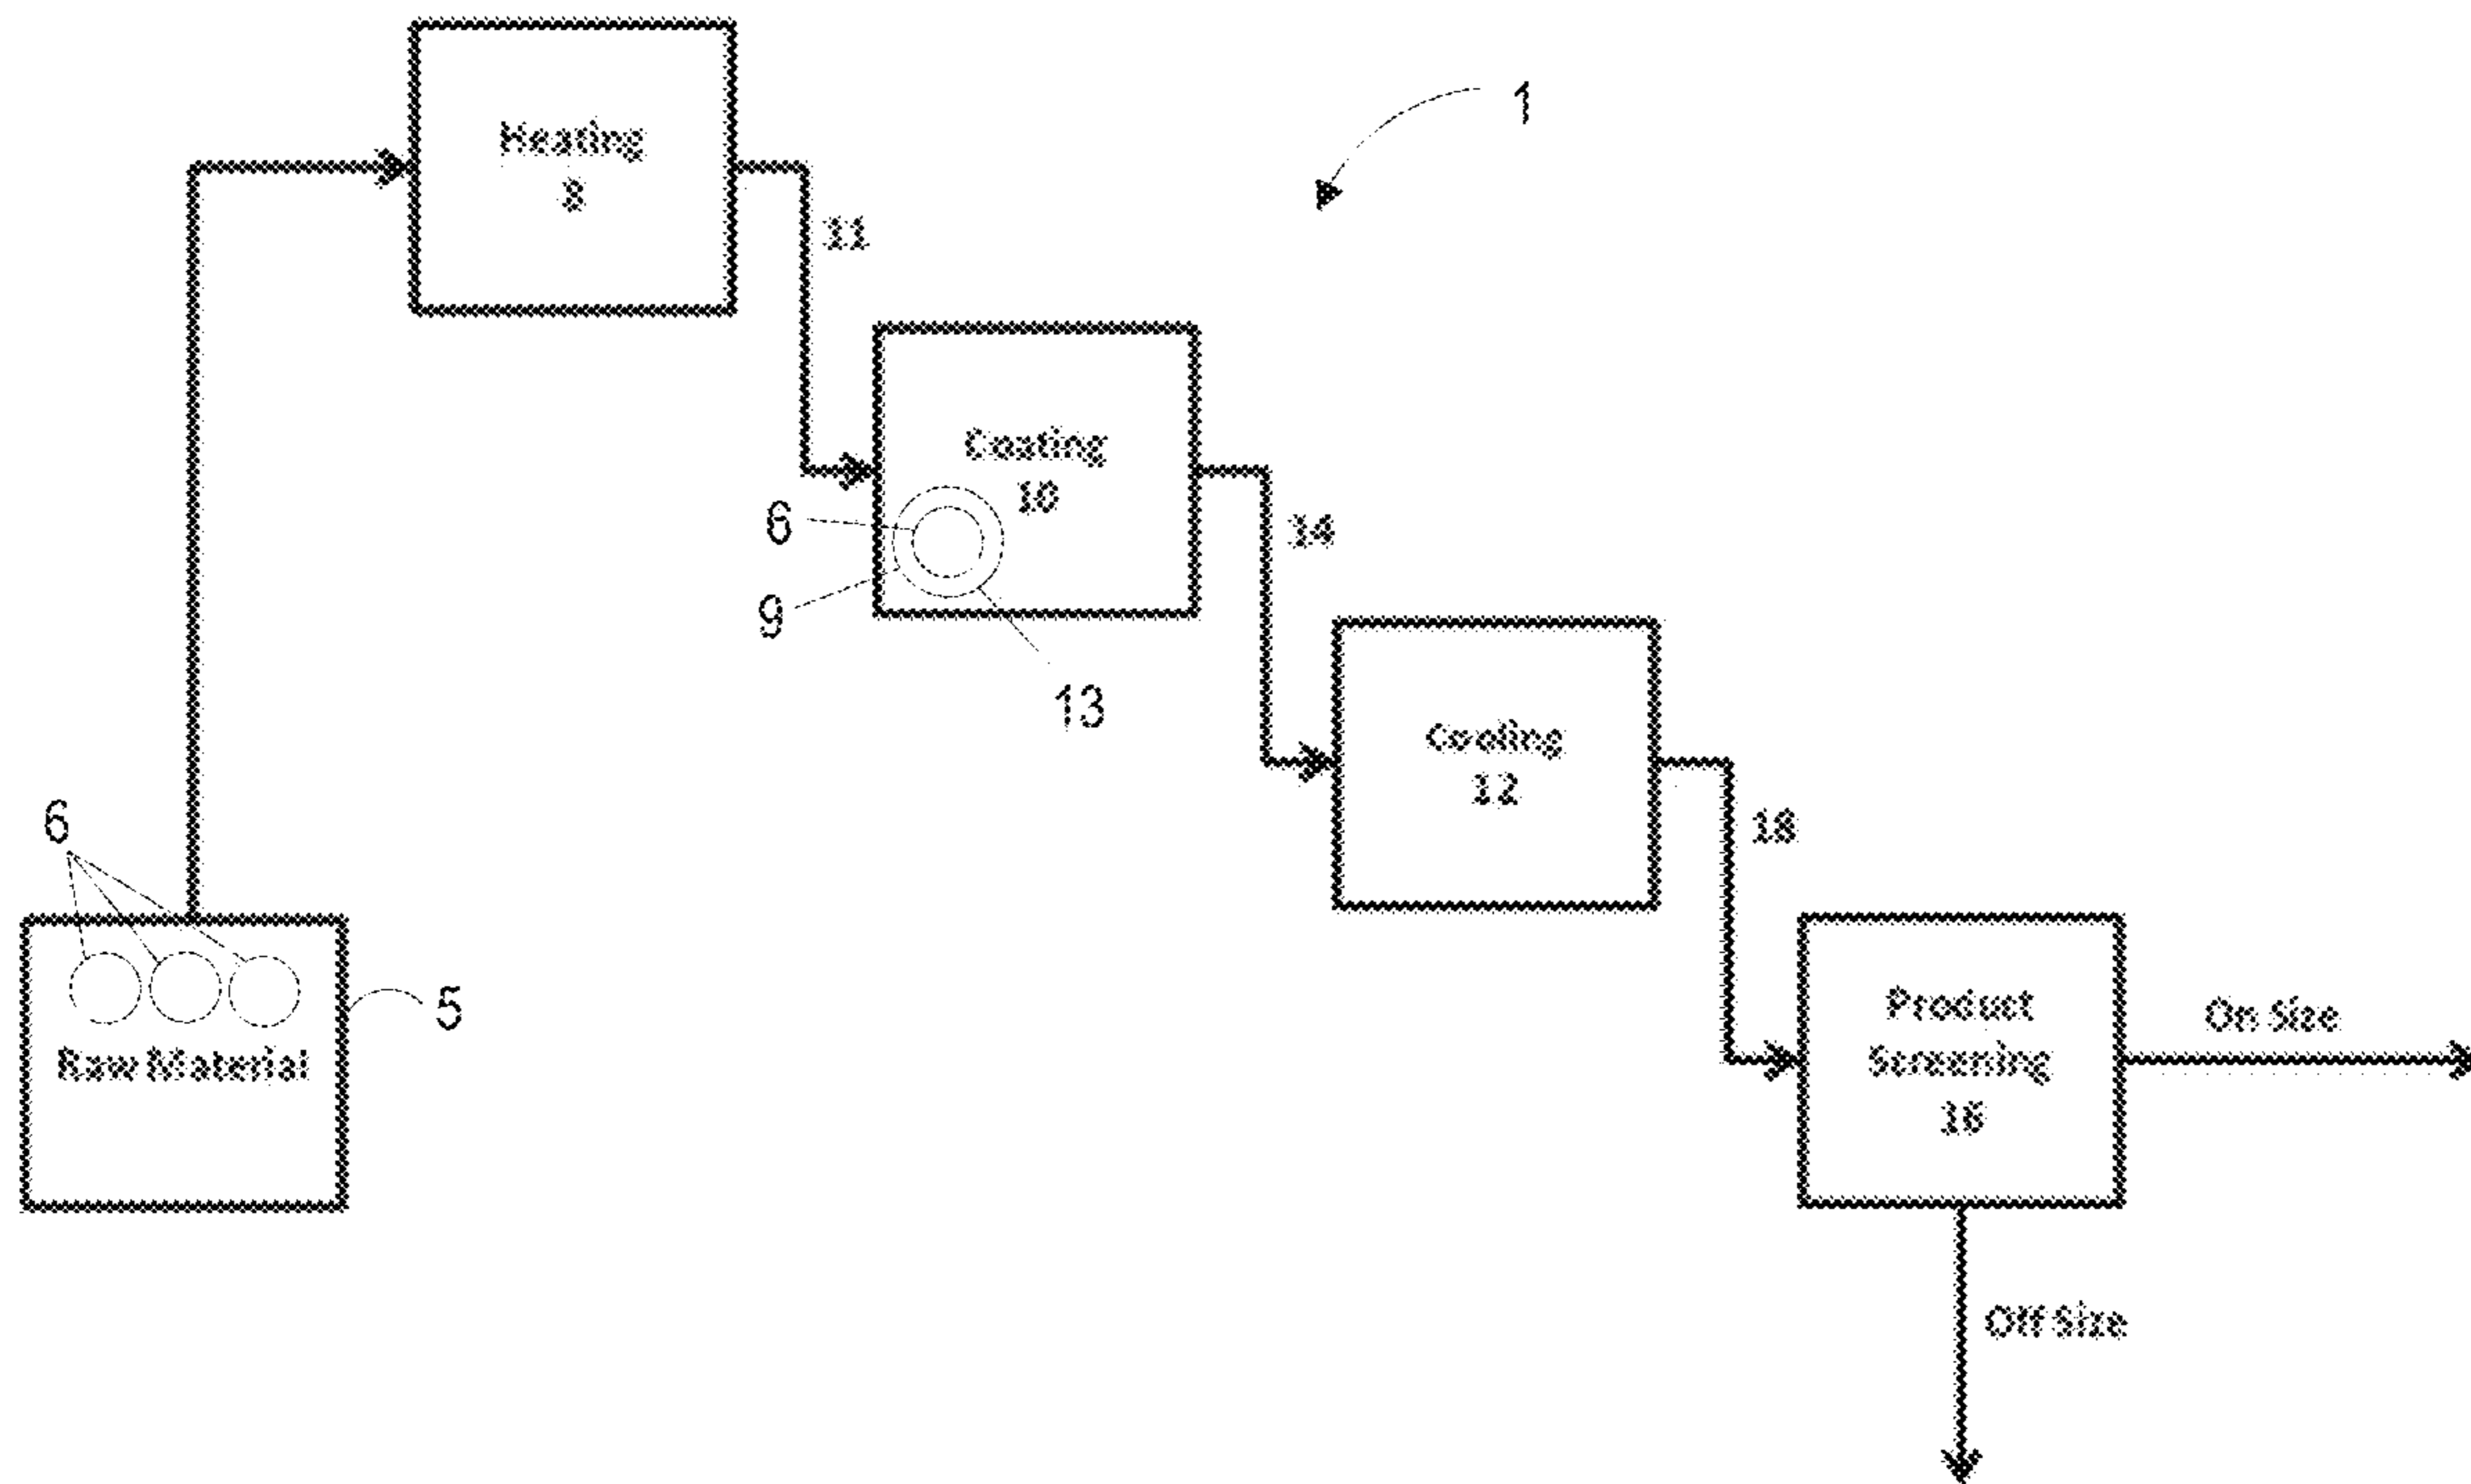 Heating
8
1
11
Coating
10
6
9
13
14
Cooling
12
18
6
5
Raw Material
Product
Screening
16
On Size
Off Size